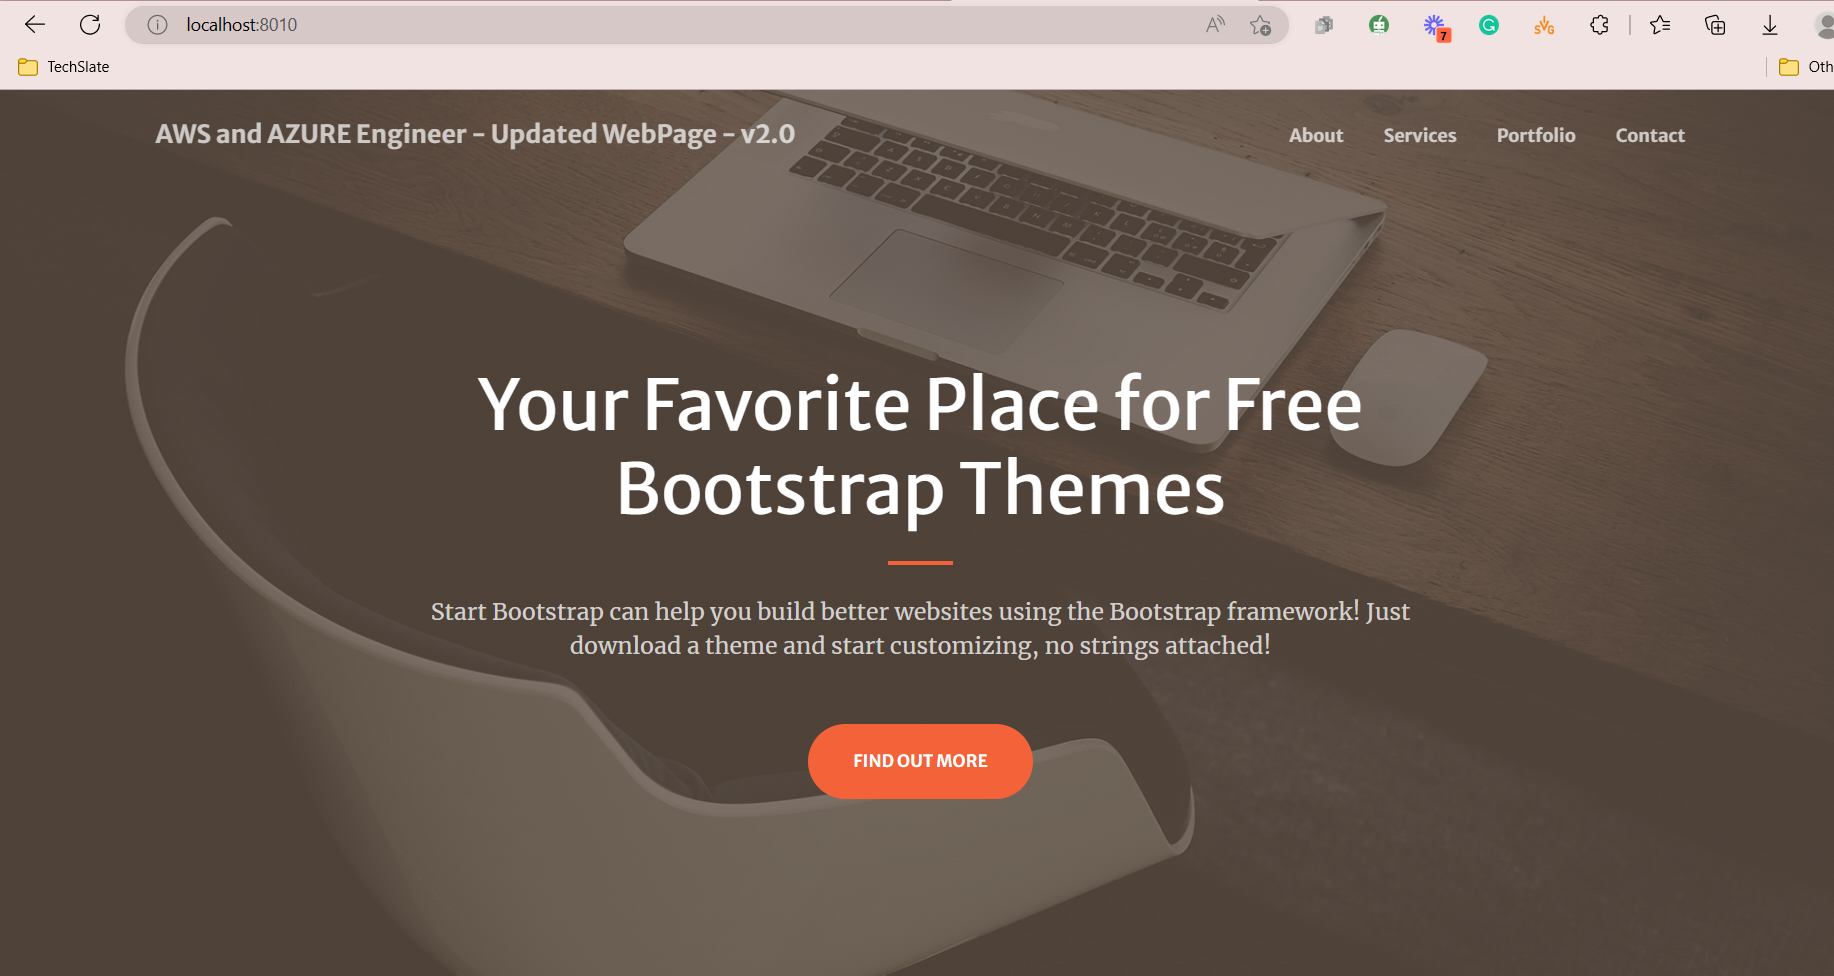 localhost:8010
7
TechSlate
Oth
AWS and AZURE Engineer - Updated WebPage - v2.0
About Services Portfolio Contact
Your Favorite Place for Free
Bootstrap Themes
Start Bootstrap can help you build better websites using the Bootstrap framework! Just
download a theme and start customizing, no strings attached!
FIND OUT MORE